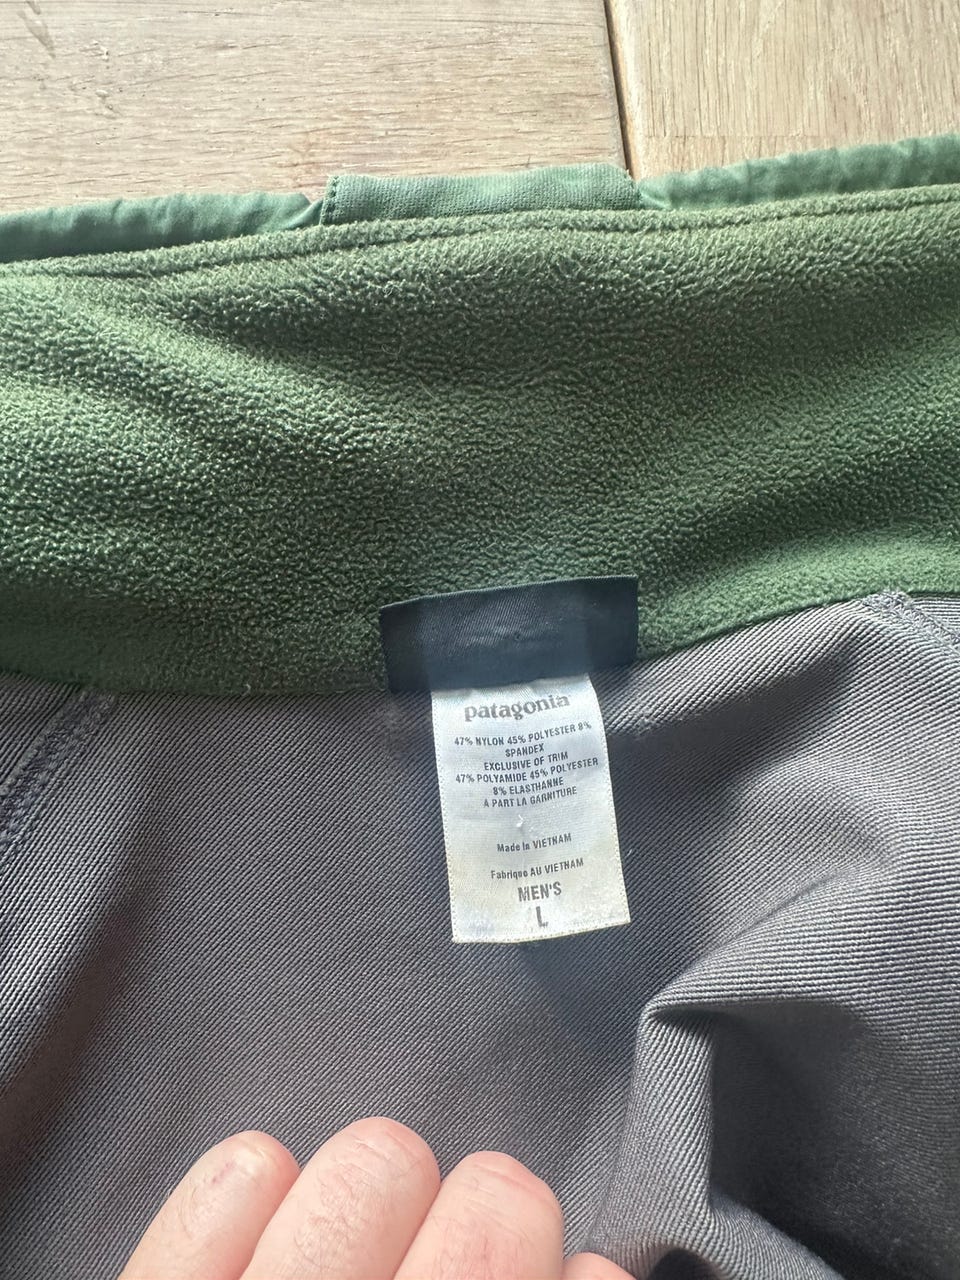 patagonia
47% NYLON 45% POLYESTER 8%
SPANDEX
EXCLUSIVE OF TRIM
47% POLYAMIDE 45% POLYESTER
8% ELASTHANNE
À PART LA GARNITURE
Made in VIETNAM
Fabriqué AU VIETNAM
MEN'S
L